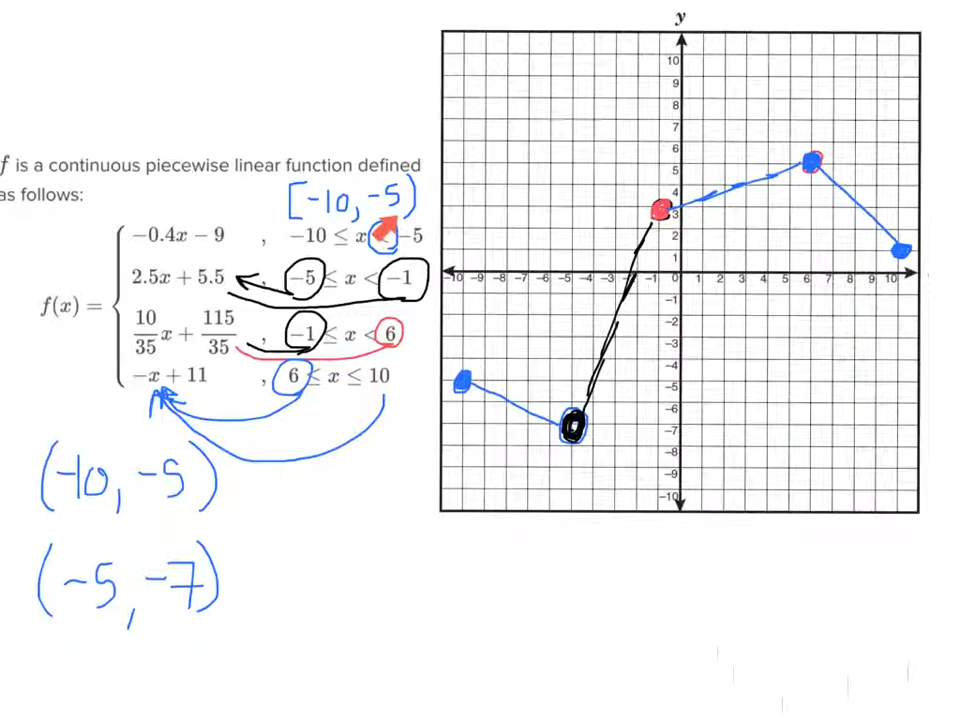 f is a continuous piecewise linear function defined
as follows:
[-10, -5)
-0.4x - 9 , -10 ≤ x < -5
2.5x + 5.5 , -5 ≤ x < -1
f(x) =
10/35 x + 115/35 , -1 ≤ x < 6
-x + 11 , 6 ≤ x ≤ 10
(-10, -5)
(-5, -7)
y
10
9
8
7
6
5
4
3
2
1
-10 -9 -8 -7 -6 -5 -4 -3 -2 -1 0 1 2 3 4 5 6 7 8 9 10
-1
-2
-3
-4
-5
-6
-7
-8
-9
-10